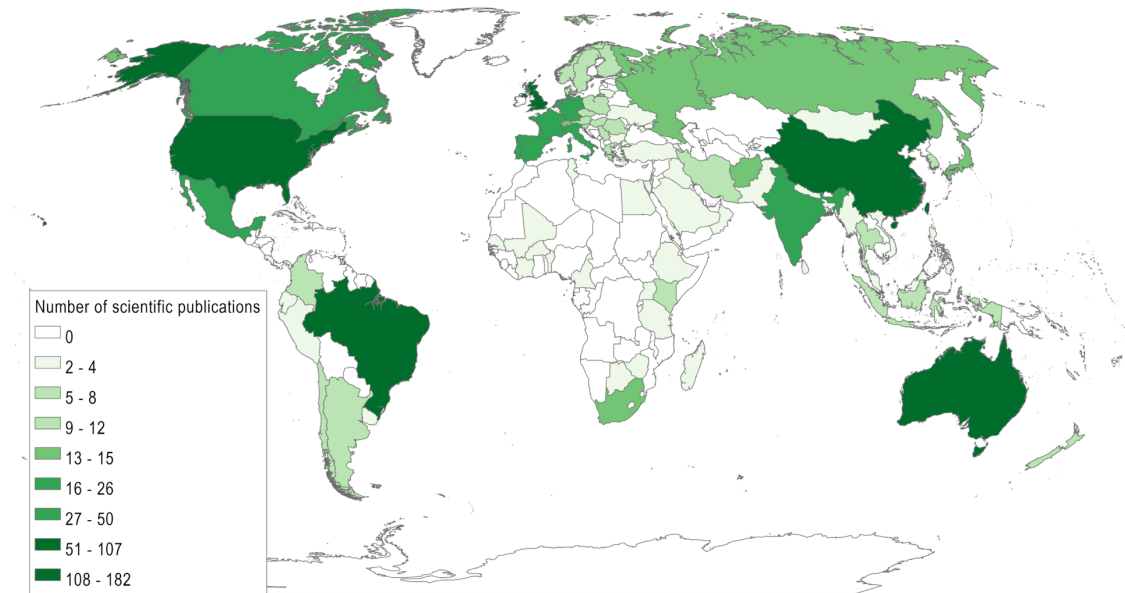 Number of scientific publications
0
2 - 4
5 - 8
9 - 12
13 - 15
16 - 26
27 - 50
51 - 107
108 - 182